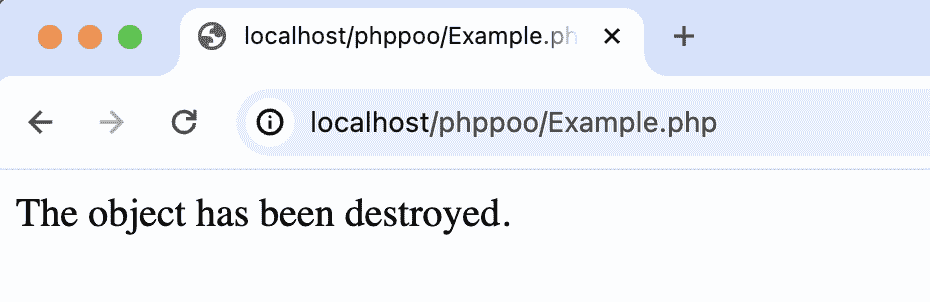 localhost/phppoo/Example.ph
localhost/phppoo/Example.php
The object has been destroyed.